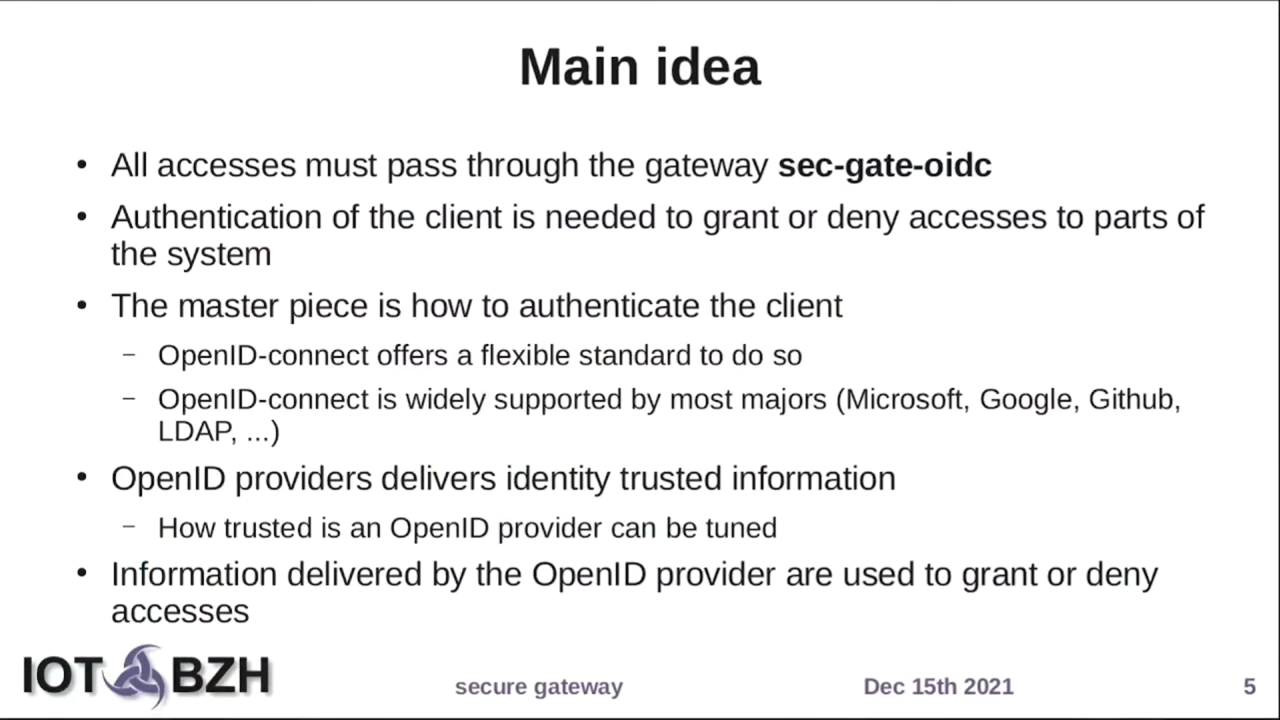 Main idea
• All accesses must pass through the gateway sec-gate-oidc
• Authentication of the client is needed to grant or deny accesses to parts of
the system
• The master piece is how to authenticate the client
– OpenID-connect offers a flexible standard to do so
– OpenID-connect is widely supported by most majors (Microsoft, Google, Github,
LDAP, ...)
• OpenID providers delivers identity trusted information
– How trusted is an OpenID provider can be tuned
• Information delivered by the OpenID provider are used to grant or deny
accesses
IOT BZH
secure gateway
Dec 15th 2021
5